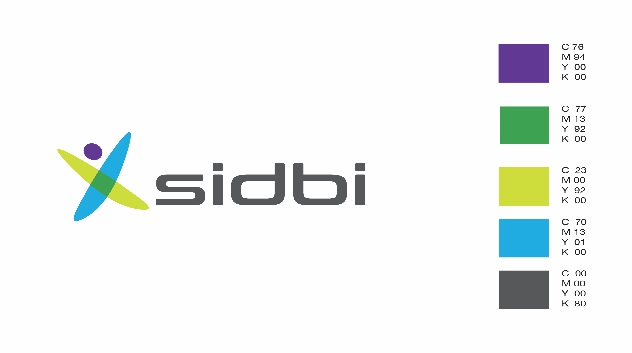 sidbi
C 76
M 94
Y 00
K 00
C 77
M 13
Y 92
K 00
C 23
M 00
Y 92
K 00
C 70
M 13
Y 01
K 00
C 00
M 00
Y 00
K 80